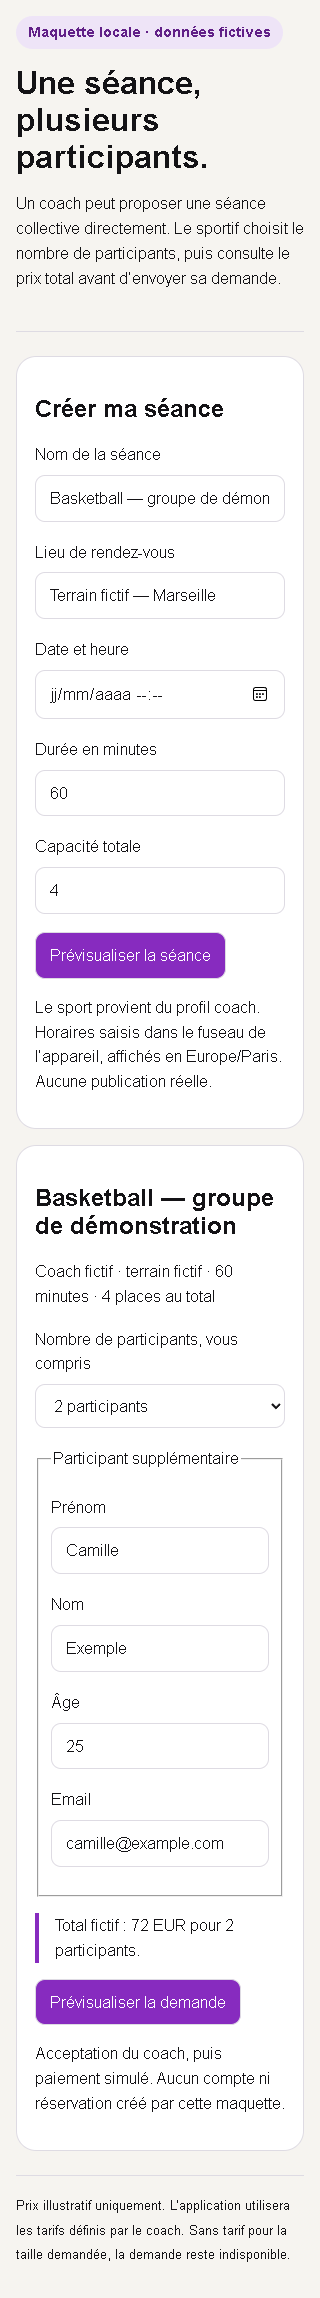 Maquette locale · données fictives
Une séance,
plusieurs
participants.
Un coach peut proposer une séance
collective directement. Le sportif choisit le
nombre de participants, puis consulte le
prix total avant d'envoyer sa demande.
Créer ma séance
Nom de la séance
Basketball — groupe de démon
Lieu de rendez-vous
Terrain fictif — Marseille
Date et heure
jj/mm/aaaa --:--
Durée en minutes
60
Capacité totale
4
Prévisualiser la séance
Le sport provient du profil coach.
Horaires saisis dans le fuseau de
l'appareil, affichés en Europe/Paris.
Aucune publication réelle.
Basketball — groupe
de démonstration
Coach fictif · terrain fictif · 60
minutes · 4 places au total
Nombre de participants, vous
compris
2 participants
Participant supplémentaire
Prénom
Camille
Nom
Exemple
Âge
25
Email
camille@example.com
Total fictif : 72 EUR pour 2
participants.
Prévisualiser la demande
Acceptation du coach, puis
paiement simulé. Aucun compte ni
réservation créé par cette maquette.
Prix illustratif uniquement. L'application utilisera
les tarifs définis par le coach. Sans tarif pour la
taille demandée, la demande reste indisponible.